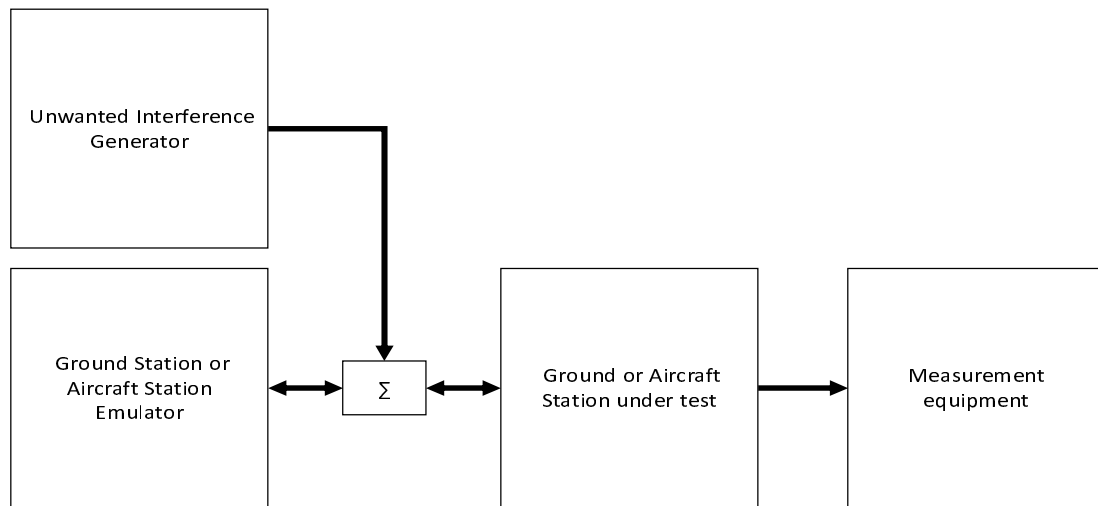 Unwanted Interference
Generator
Ground Station or
Aircraft Station
Emulator
Σ
Ground or Aircraft
Station under test
Measurement
equipment